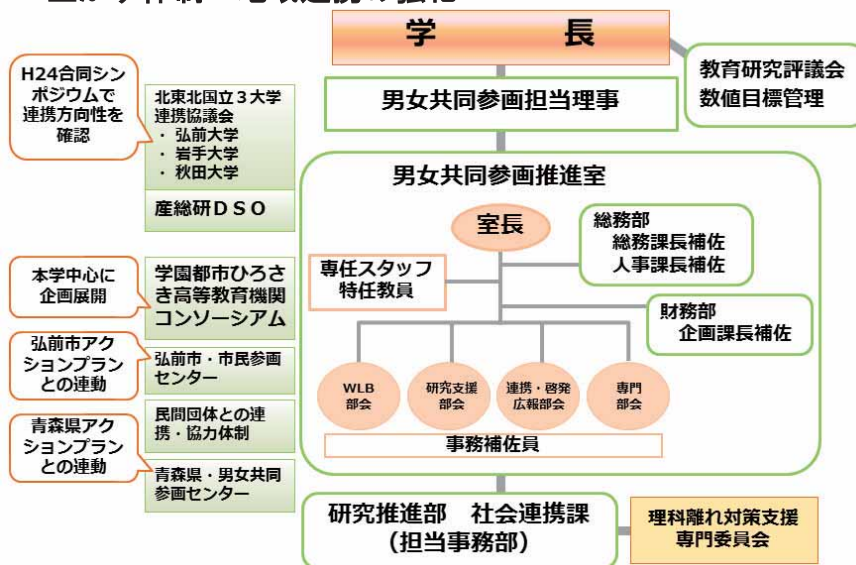 学　　長
教育研究評議会
数値目標管理
男女共同参画担当理事
H24合同シン
ポジウムで
連携方向性を
確認
北東北国立３大学
連携協議会
・ 弘前大学
・ 岩手大学
・ 秋田大学
産総研ＤＳＯ
本学中心に
企画展開
学園都市ひろさ
き高等教育機関
コンソーシアム
弘前市アク
ションプラン
との連動
弘前市・市民参画
センター
民間団体との連
携・協力体制
青森県アク
ションプラン
との連動
青森県・男女共同
参画センター
男女共同参画推進室
室長
総務部
総務課長補佐
人事課長補佐
専任スタッフ
特任教員
財務部
企画課長補佐
WLB
部会
研究支援
部会
連携・啓発
広報部会
専門
部会
事務補佐員
研究推進部　社会連携課
（担当事務部）
理科離れ対策支援
専門委員会